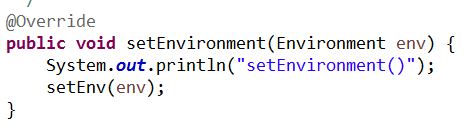 */
@Override
public void setEnvironment(Environment env) {
    System.out.println("setEnvironment()");
    setEnv(env);
}